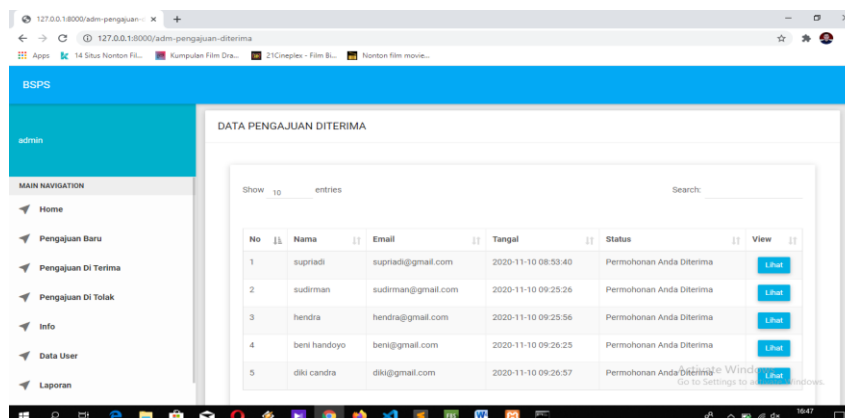 127.0.0.1:8000/adm-pengajuan-
127.0.0.1:8000/adm-pengajuan-diterima
Apps 14 Situs Nonton Fil... Kumpulan Film Dra... 21Cineplex - Film Bi... Nonton film movie...
BSPS
admin
MAIN NAVIGATION
Home
Pengajuan Baru
Pengajuan Di Terima
Pengajuan Di Tolak
Info
Data User
Laporan
DATA PENGAJUAN DITERIMA
Show 10 entries Search:
No Nama Email Tangal Status View
1 supriadi supriadi@gmail.com 2020-11-10 08:53:40 Permohonan Anda Diterima Lihat
2 sudirman sudirman@gmail.com 2020-11-10 09:25:26 Permohonan Anda Diterima Lihat
3 hendra hendra@gmail.com 2020-11-10 09:25:56 Permohonan Anda Diterima Lihat
4 beni handoyo beni@gmail.com 2020-11-10 09:26:25 Permohonan Anda Diterima Lihat
5 diki candra diki@gmail.com 2020-11-10 09:26:57 Permohonan Anda Diterima Lihat
Activate Windows
Go to Settings to activate Windows.
16:47